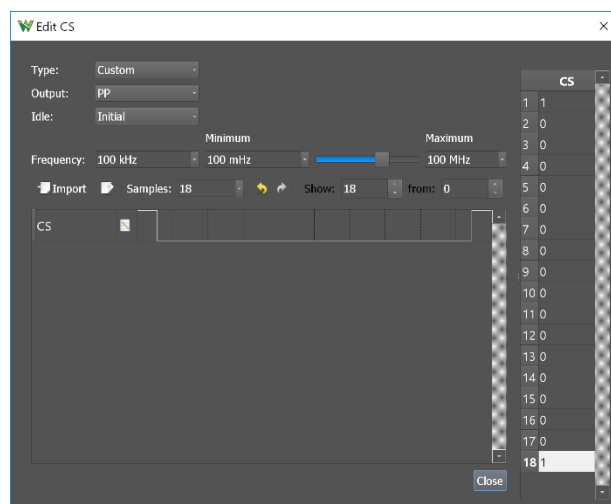 Edit CS
Type: Custom
Output: PP
Idle: Initial
Minimum Maximum
Frequency: 100 kHz 100 mHz 100 MHz
Import Samples: 18 Show: 18 from: 0
CS
Close
CS
1 1
2 0
3 0
4 0
5 0
6 0
7 0
8 0
9 0
10 0
11 0
12 0
13 0
14 0
15 0
16 0
17 0
18 1